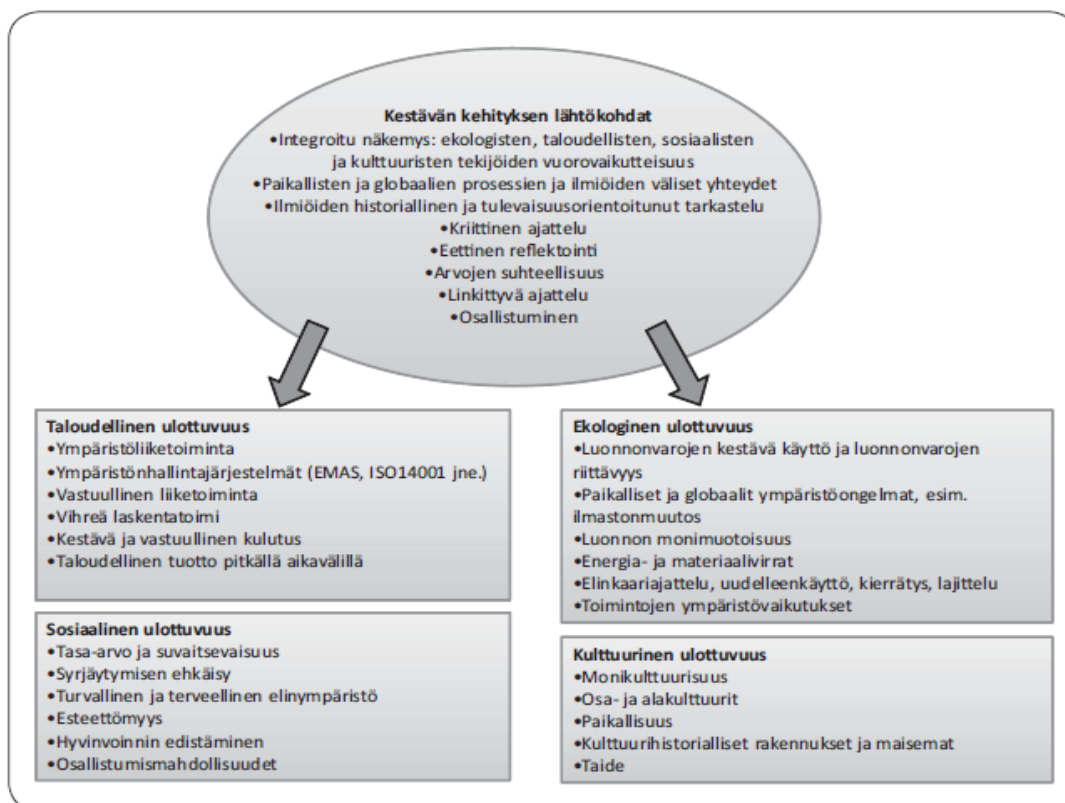 Kestävän kehityksen lähtökohdat
•Integroitu näkemys: ekologisten, taloudellisten, sosiaalisten
ja kulttuuristen tekijöiden vuorovaikutteisuus
•Paikallisten ja globaalien prosessien ja ilmiöiden väliset yhteydet
•Ilmiöiden historiallinen ja tulevaisuusorientoitunut tarkastelu
•Kriittinen ajattelu
•Eettinen reflektointi
•Arvojen suhteellisuus
•Linkittyvä ajattelu
•Osallistuminen
Taloudellinen ulottuvuus
•Ympäristöliiketoiminta
•Ympäristönhallintajärjestelmät (EMAS, ISO14001 jne.)
•Vastuullinen liiketoiminta
•Vihreä laskentatoimi
•Kestävä ja vastuullinen kulutus
•Taloudellinen tuotto pitkällä aikavälillä
Sosiaalinen ulottuvuus
•Tasa-arvo ja suvaitsevaisuus
•Syrjäytymisen ehkäisy
•Turvallinen ja terveellinen elinympäristö
•Esteettömyys
•Hyvinvoinnin edistäminen
•Osallistumismahdollisuudet
Ekologinen ulottuvuus
•Luonnonvarojen kestävä käyttö ja luonnonvarojen
riittävyys
•Paikalliset ja globaalit ympäristöongelmat, esim.
ilmastonmuutos
•Luonnon monimuotoisuus
•Energia- ja materiaalivirrat
•Elinkaariajattelu, uudelleenkäyttö, kierrätys, lajittelu
•Toimintojen ympäristövaikutukset
Kulttuurinen ulottuvuus
•Monikulttuurisuus
•Osa- ja alakulttuurit
•Paikallisuus
•Kulttuurihistorialliset rakennukset ja maisemat
•Taide